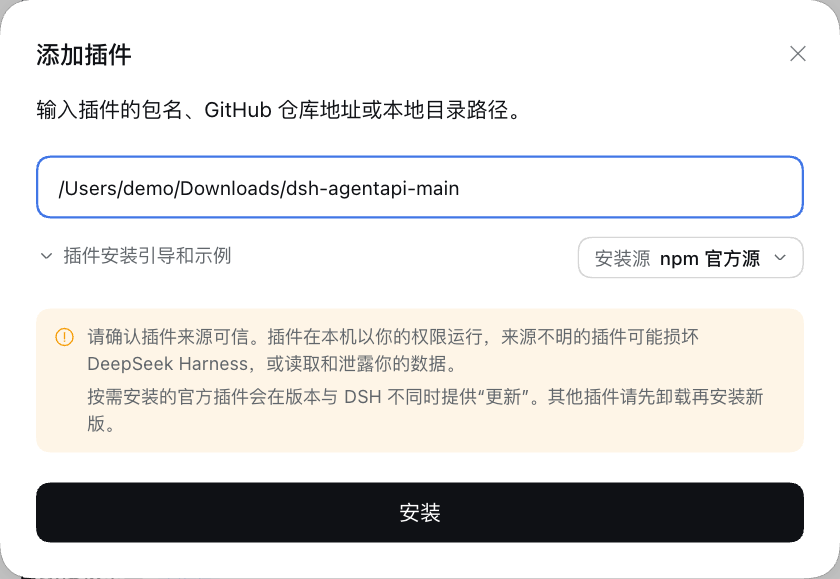 添加插件
输入插件的包名、GitHub 仓库地址或本地目录路径。
/Users/demo/Downloads/dsh-agentapi-main
插件安装引导和示例
安装源 npm 官方源
请确认插件来源可信。插件在本机以你的权限运行，来源不明的插件可能损坏
DeepSeek Harness，或读取和泄露你的数据。
按需安装的官方插件会在版本与 DSH 不同时提供“更新”。其他插件请先卸载再安装新
版。
安装